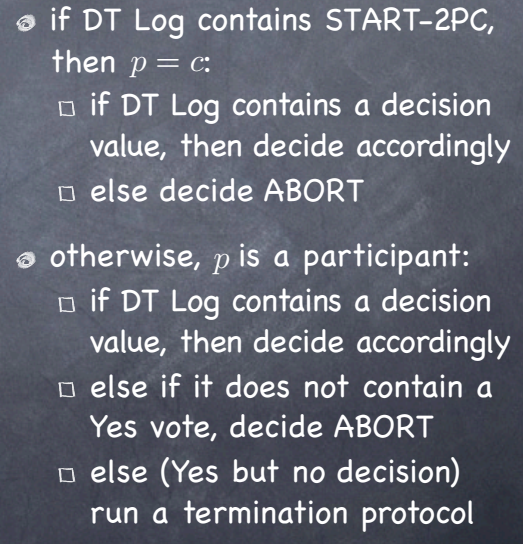 if DT Log contains START-2PC,
then p = c:
if DT Log contains a decision
value, then decide accordingly
else decide ABORT
otherwise, p is a participant:
if DT Log contains a decision
value, then decide accordingly
else if it does not contain a
Yes vote, decide ABORT
else (Yes but no decision)
run a termination protocol